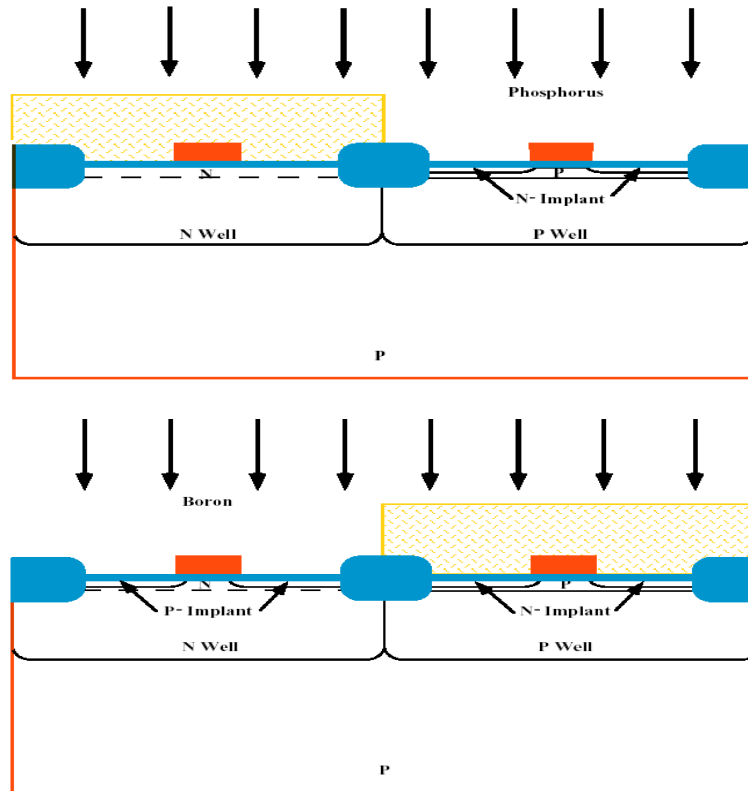 Phosphorus
N
P
N- Implant
N Well
P Well
P
Boron
N
P
P- Implant
N- Implant
N Well
P Well
P